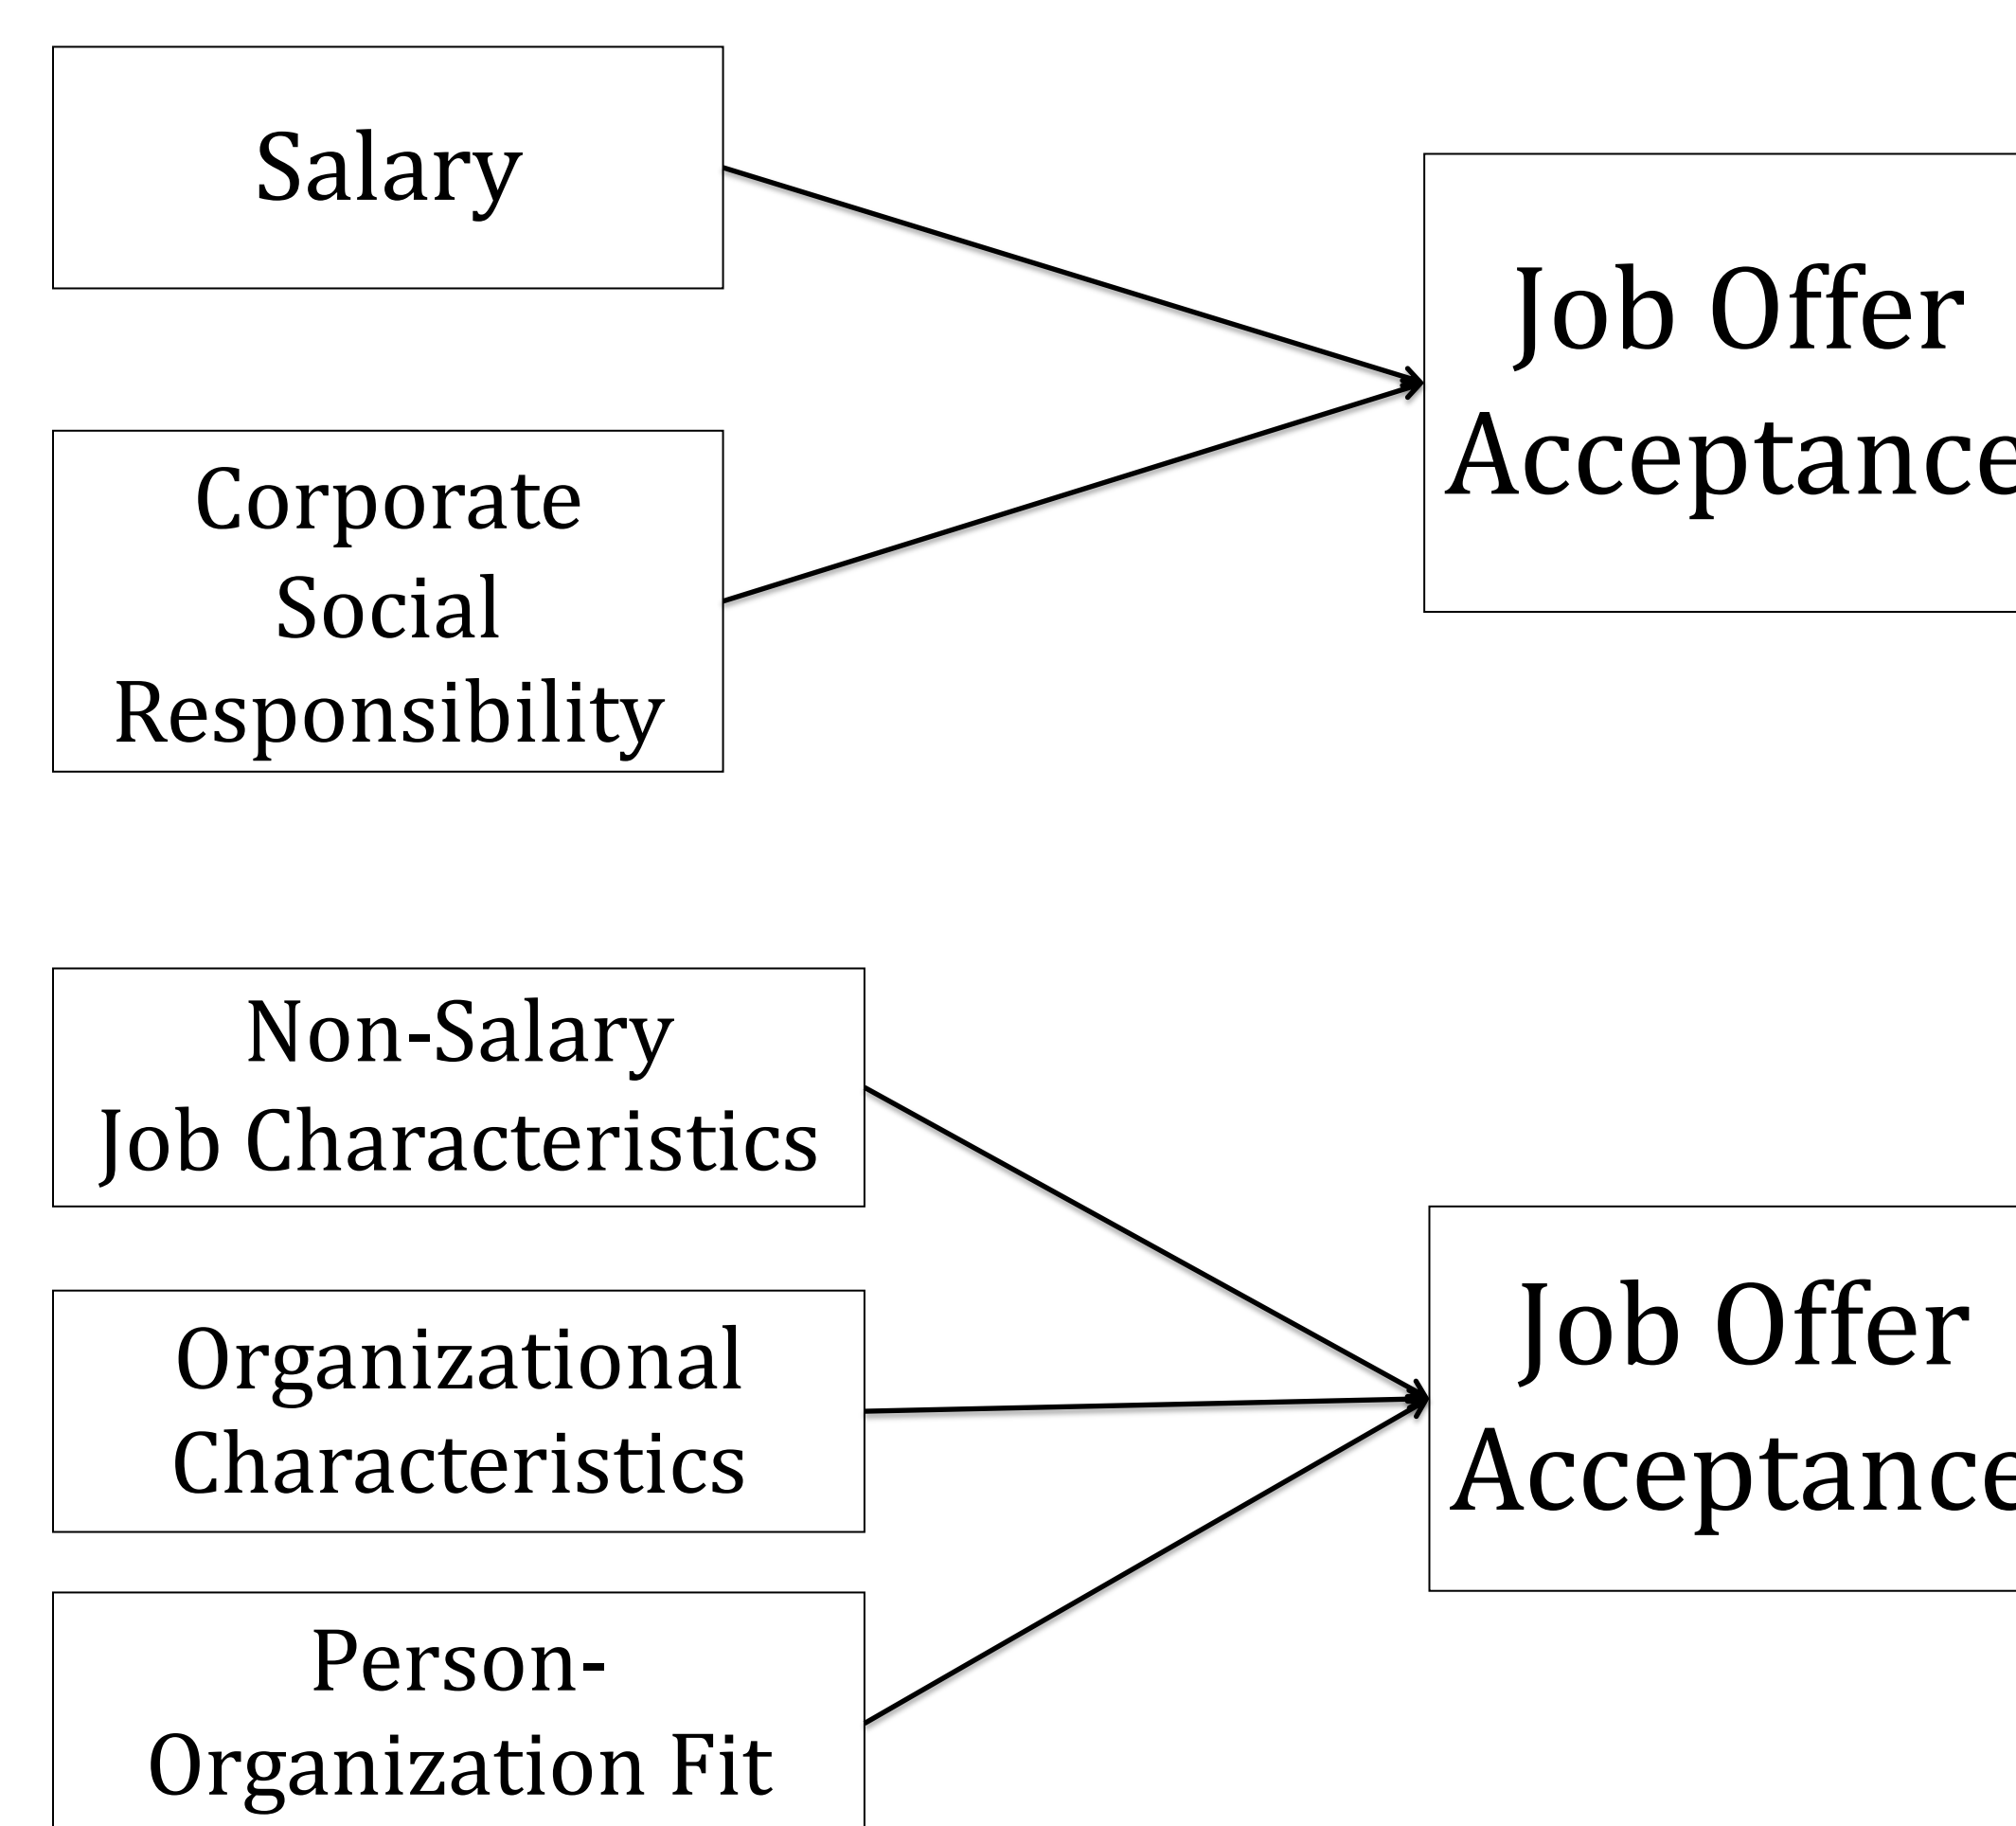 Salary
Job Offer
Acceptance
Corporate
Social
Responsibility
Non-Salary
Job Characteristics
Organizational
Characteristics
Job Offer
Acceptance
Person-
Organization Fit